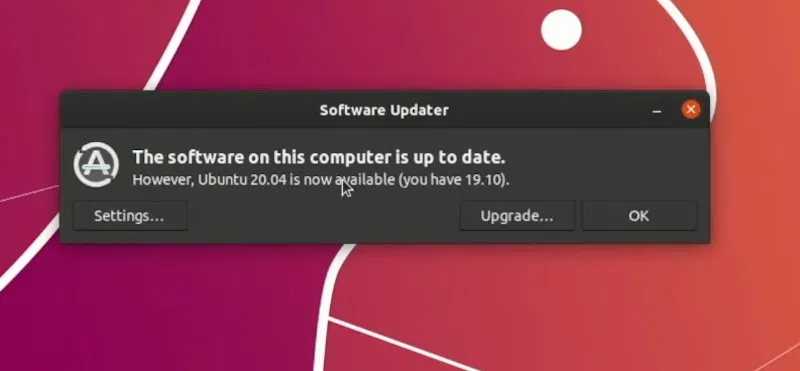 Software Updater
The software on this computer is up to date.
However, Ubuntu 20.04 is now available (you have 19.10).
Settings... Upgrade... OK